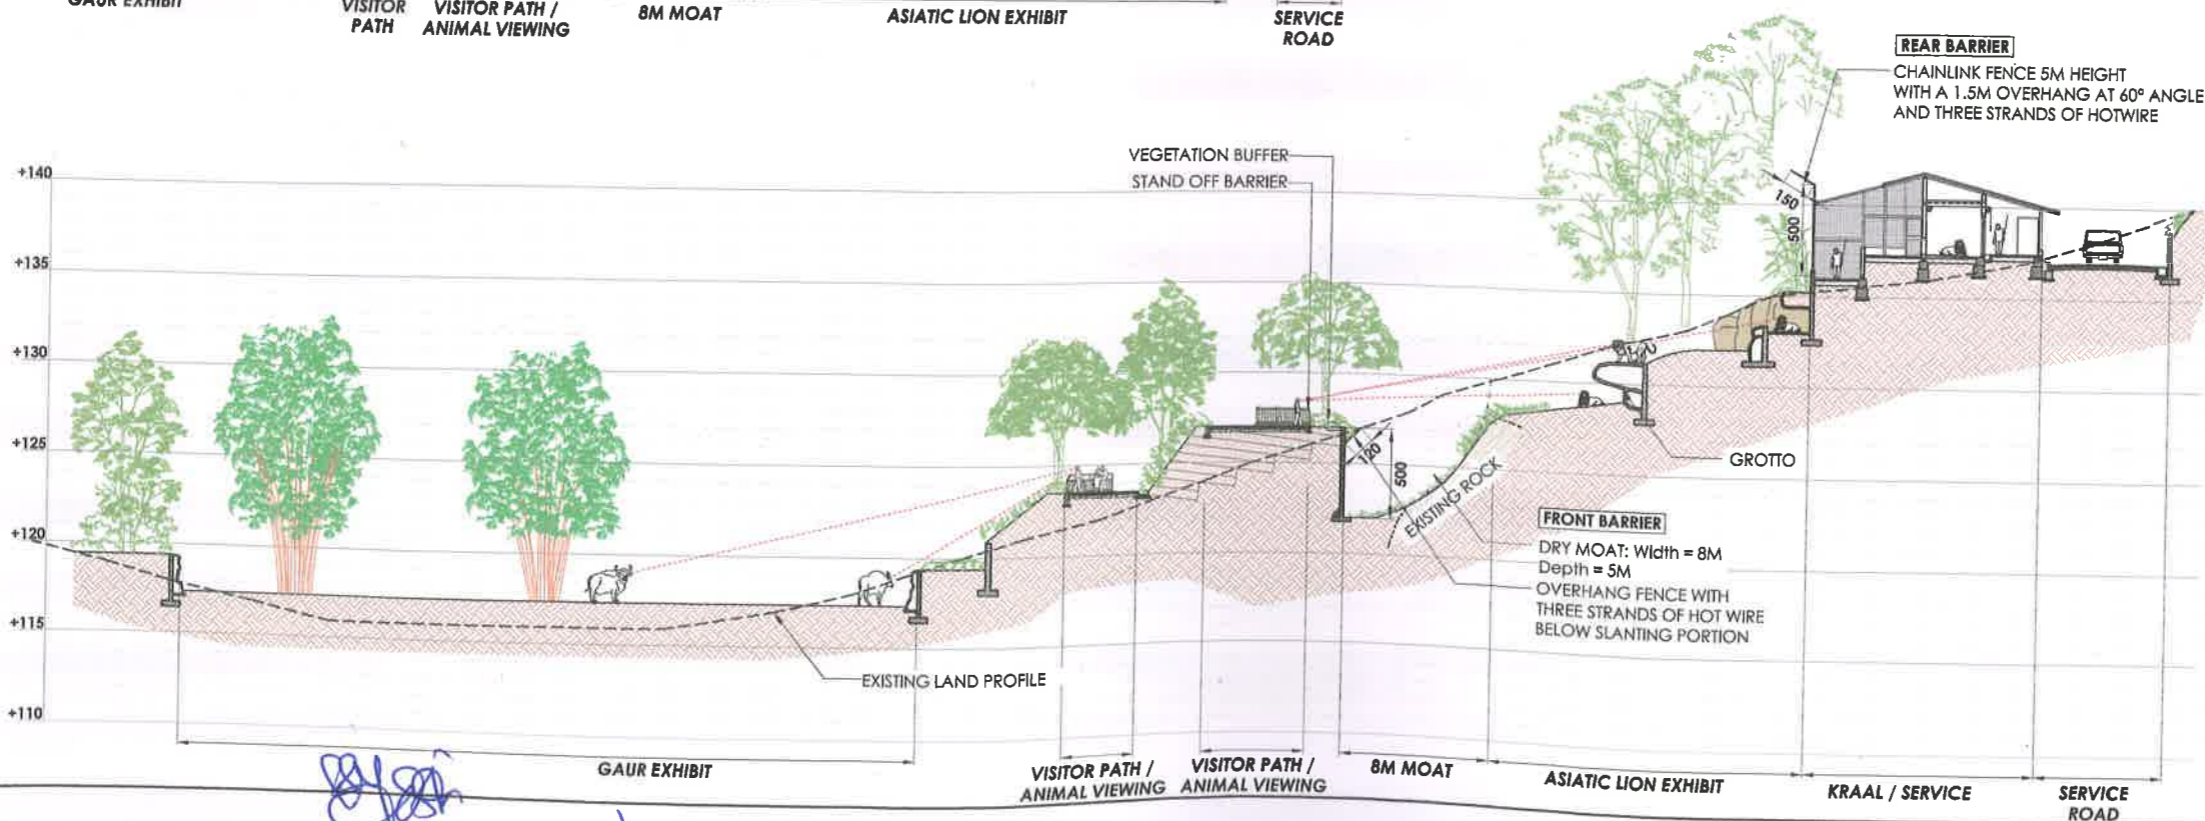 GAUR EXHIBIT
VISITOR
PATH
VISITOR PATH /
ANIMAL VIEWING
8M MOAT
ASIATIC LION EXHIBIT
SERVICE
ROAD
REAR BARRIER
CHAINLINK FENCE 5M HEIGHT
WITH A 1.5M OVERHANG AT 60° ANGLE
AND THREE STRANDS OF HOTWIRE
VEGETATION BUFFER
STAND OFF BARRIER
+140
+135
+130
+125
+120
+115
+110
150
500
120
500
EXISTING ROCK
GROTTO
FRONT BARRIER
DRY MOAT: Width = 8M
Depth = 5M
OVERHANG FENCE WITH
THREE STRANDS OF HOT WIRE
BELOW SLANTING PORTION
EXISTING LAND PROFILE
GAUR EXHIBIT
VISITOR PATH /
ANIMAL VIEWING
VISITOR PATH /
ANIMAL VIEWING
8M MOAT
ASIATIC LION EXHIBIT
KRAAL / SERVICE
SERVICE
ROAD